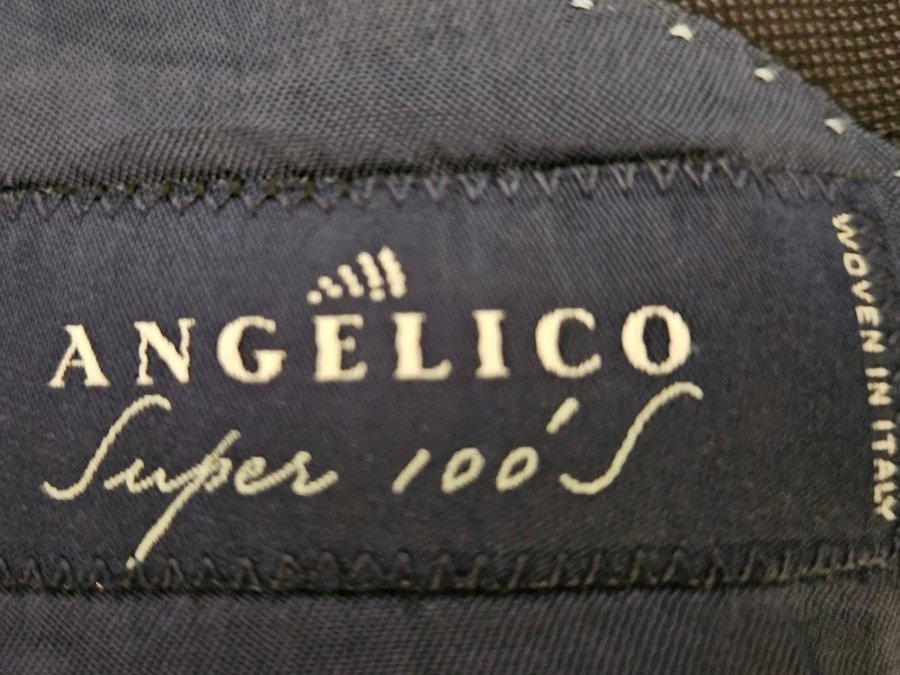 ANGELICO
Super 100'S
WOVEN IN ITALY